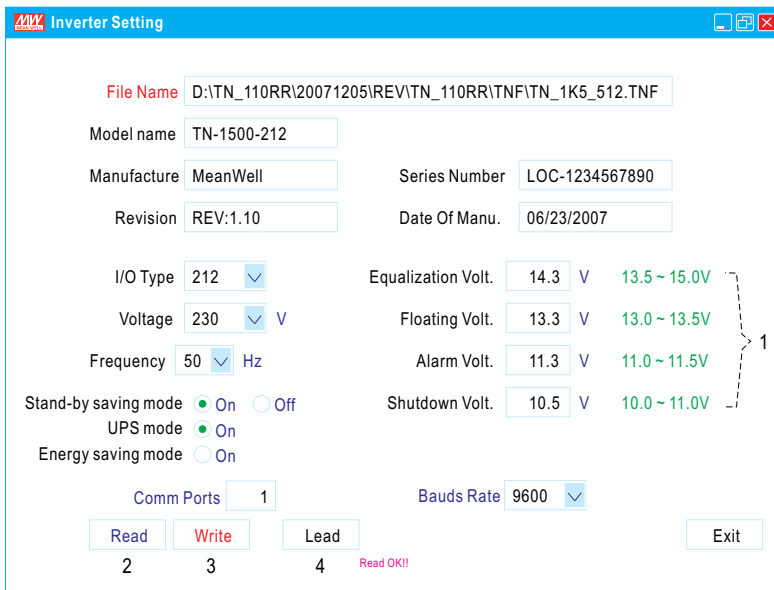 MW MEAN WELL Inverter Setting
File Name D:\TN_110RR\20071205\REV\TN_110RR\TNF\TN_1K5_512.TNF
Model name TN-1500-212
Manufacture MeanWell Series Number LOC-1234567890
Revision REV:1.10 Date Of Manu. 06/23/2007
I/O Type 212 Equalization Volt. 14.3 V 13.5 ~ 15.0V
Voltage 230 V Floating Volt. 13.3 V 13.0 ~ 13.5V
1
Frequency 50 Hz Alarm Volt. 11.3 V 11.0 ~ 11.5V
Stand-by saving mode On Off Shutdown Volt. 10.5 V 10.0 ~ 11.0V
UPS mode On
Energy saving mode On
Comm Ports 1 Bauds Rate 9600
Read Write Lead Exit
2 3 4 Read OK!!